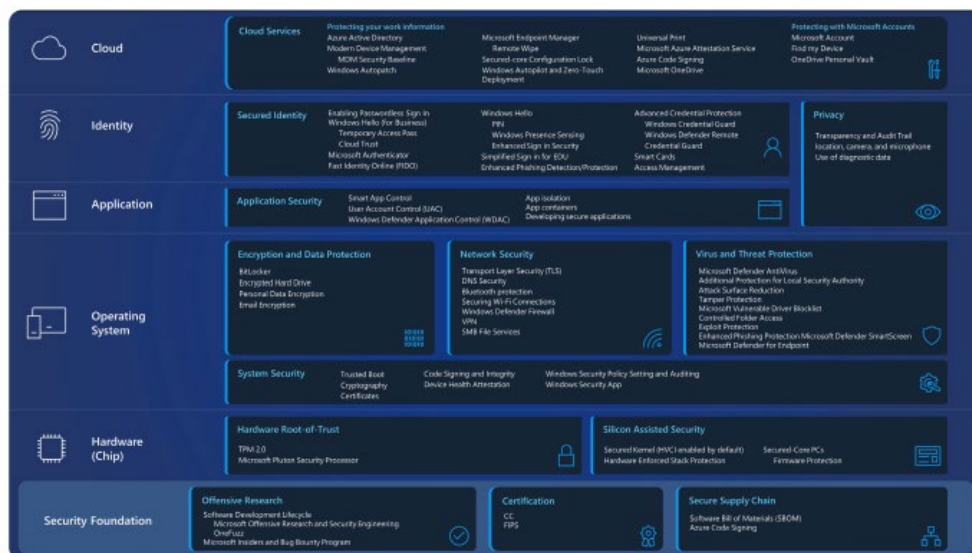 Cloud
Cloud Services
Protecting your work information
Azure Active Directory
Modern Device Management
MDM Security Baseline
Windows Autopatch
Microsoft Endpoint Manager
Remote Wipe
Secured-core Configuration Lock
Windows Autopilot and Zero-Touch
Deployment
Universal Print
Microsoft Azure Attestation Service
Azure Code Signing
Microsoft OneDrive
Protecting with Microsoft Accounts
Microsoft Account
Find my Device
OneDrive Personal Vault
Identity
Secured Identity
Enabling Passwordless Sign in
Windows Hello (for Business)
Temporary Access Pass
Cloud Trust
Microsoft Authenticator
Fast Identity Online (FIDO)
Windows Hello
PIN
Windows Presence Sensing
Enhanced Sign in Security
Simplified Sign in for EDU
Enhanced Phishing Detection/Protection
Advanced Credential Protection
Windows Credential Guard
Windows Defender Remote
Credential Guard
Smart Cards
Access Management
Privacy
Transparency and Audit Trail
location, camera, and microphone
Use of diagnostic data
Application
Application Security
Smart App Control
User Account Control (UAC)
Windows Defender Application Control (WDAC)
App isolation
App containers
Developing secure applications
Operating
System
Encryption and Data Protection
BitLocker
Encrypted Hard Drive
Personal Data Encryption
Email Encryption
Network Security
Transport Layer Security (TLS)
DNS Security
Bluetooth protection
Securing Wi-Fi Connections
Windows Defender Firewall
VPN
SMB File Services
Virus and Threat Protection
Microsoft Defender AntiVirus
Additional Protection for Local Security Authority
Attack Surface Reduction
Tamper Protection
Microsoft Vulnerable Driver Blocklist
Controlled Folder Access
Exploit Protection
Enhanced Phishing Protection Microsoft Defender SmartScreen
Microsoft Defender for Endpoint
System Security
Trusted Boot
Cryptography
Certificates
Code Signing and Integrity
Device Health Attestation
Windows Security Policy Setting and Auditing
Windows Security App
Hardware
(Chip)
Hardware Root-of-Trust
TPM 2.0
Microsoft Pluton Security Processor
Silicon Assisted Security
Secured Kernel (HVCI enabled by default)
Hardware Enforced Stack Protection
Secured-Core PCs
Firmware Protection
Security Foundation
Offensive Research
Software Development Lifecycle
Microsoft Offensive Research and Security Engineering
OneFuzz
Microsoft Insiders and Bug Bounty Program
Certification
CC
FIPS
Secure Supply Chain
Software Bill of Materials (SBOM)
Azure Code Signing